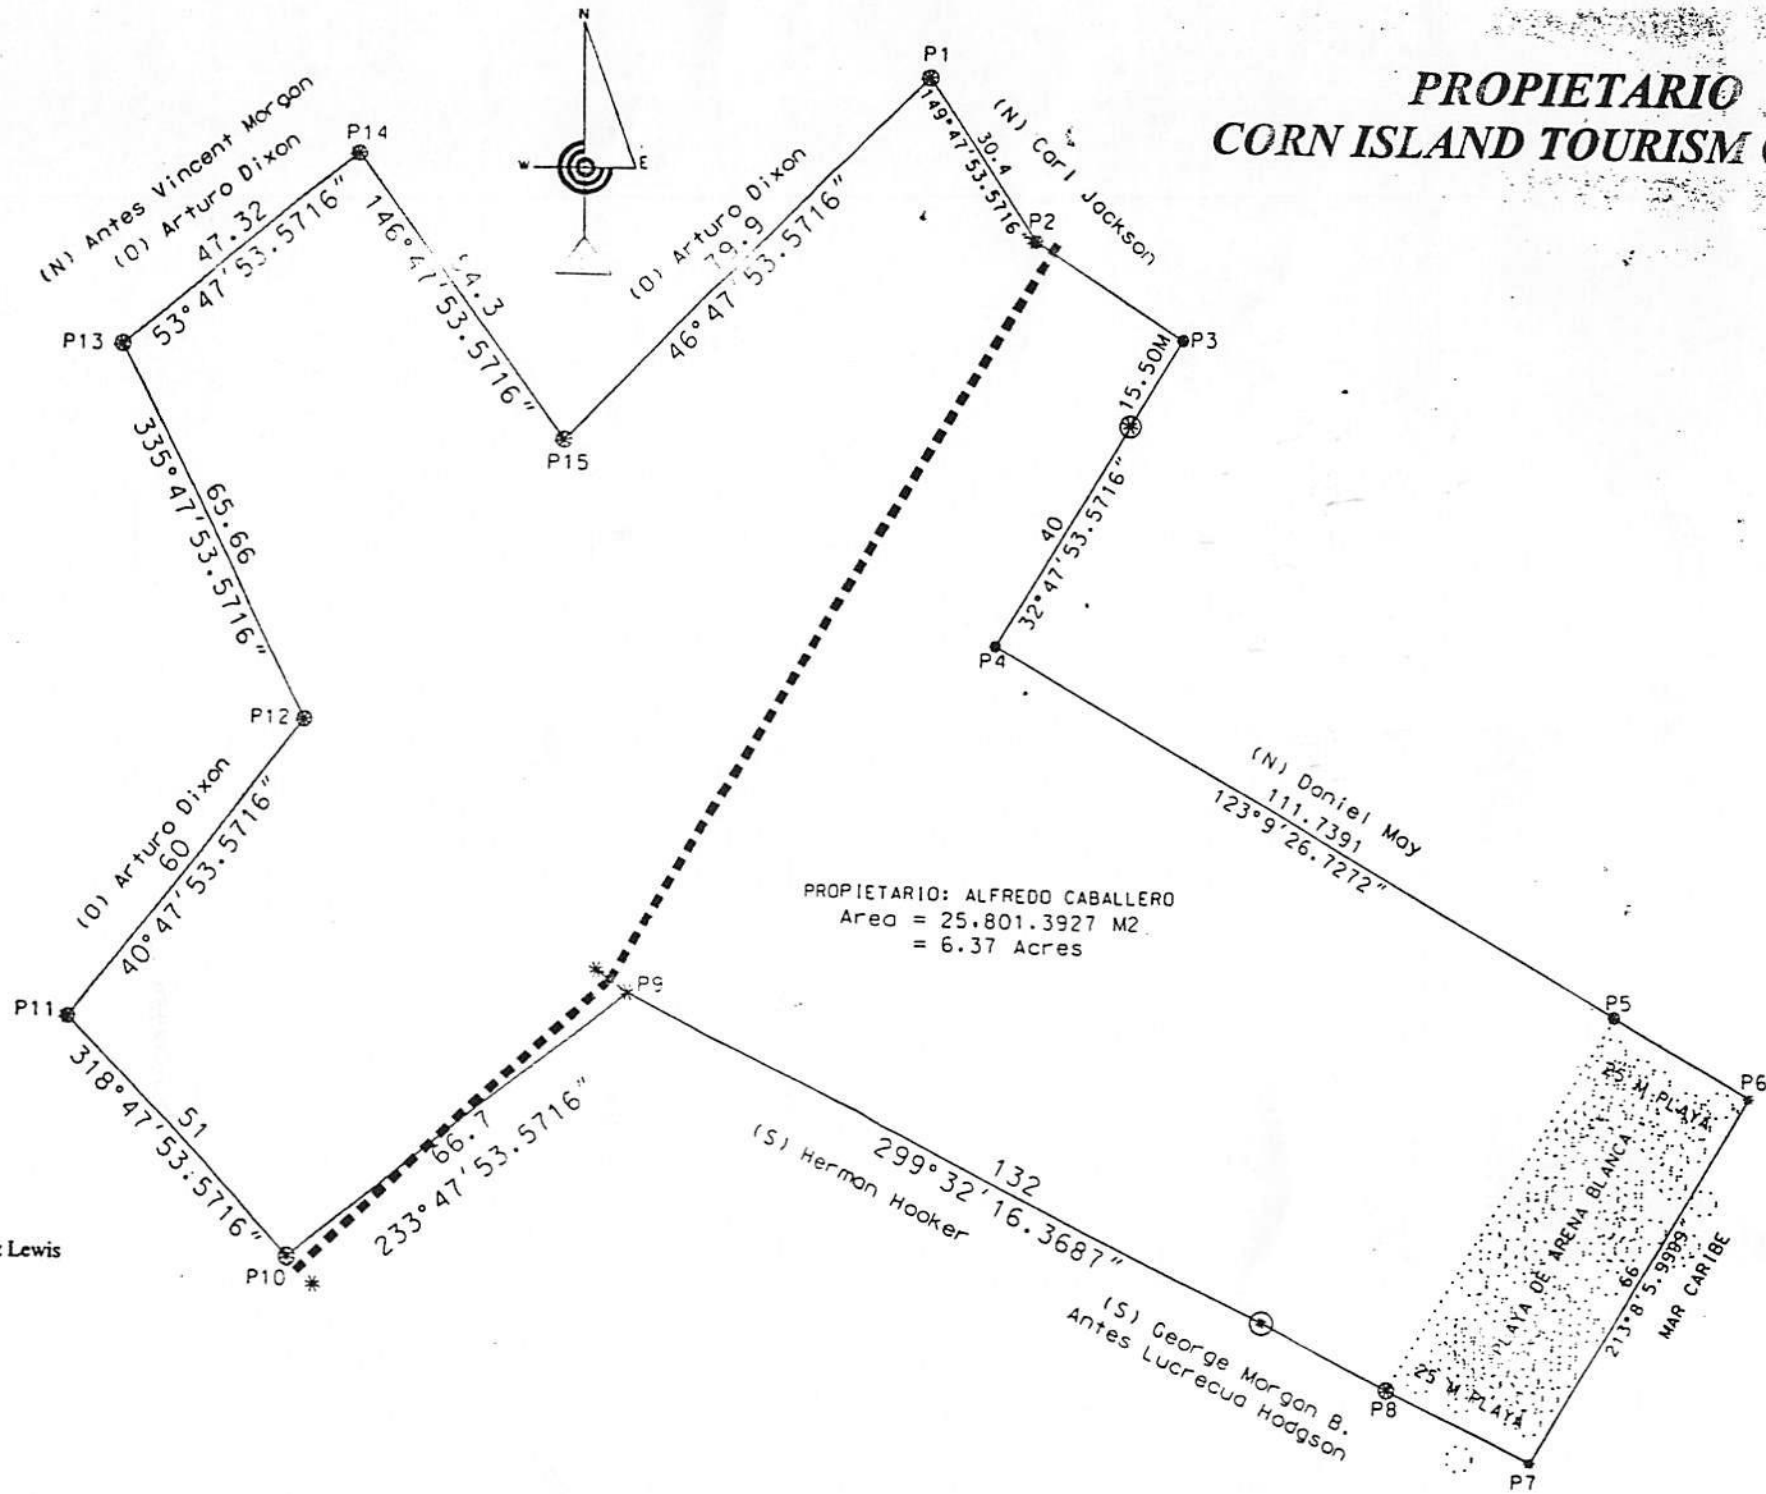 PROPIETARIO
CORN ISLAND TOURISM
N
W
E
P1
149°47'53.5716"
30.4
(N) Carl Jackson
P2
P3
15.50M
40
32°47'53.5716"
P4
(N) Antes Vincent Morgan
(O) Arturo Dixon
47.32
53°47'53.5716"
P14
4.3
146°47'53.5716"
(O) Arturo Dixon
79.9
46°47'53.5716"
P13
P15
65.66
335°47'53.5716"
P12
(O) Arturo Dixon
60
40°47'53.5716"
P11
51
318°47'53.5716"
P10
Lewis
66.7
233°47'53.5716"
P9
PROPIETARIO: ALFREDO CABALLERO
Area = 25.801.3927 M2
= 6.37 Acres
(N) Daniel May
111.7391
123°9'26.7272"
P5
P6
25 M PLAYA
PLAYA DE ARENA BLANCA
66
213°8'5.9999"
MAR CARIBE
132
299°32'16.3687"
(S) Herman Hooker
(S) George Morgan B.
Antes Lucrecua Hodgson
P8
25 M PLAYA
P7